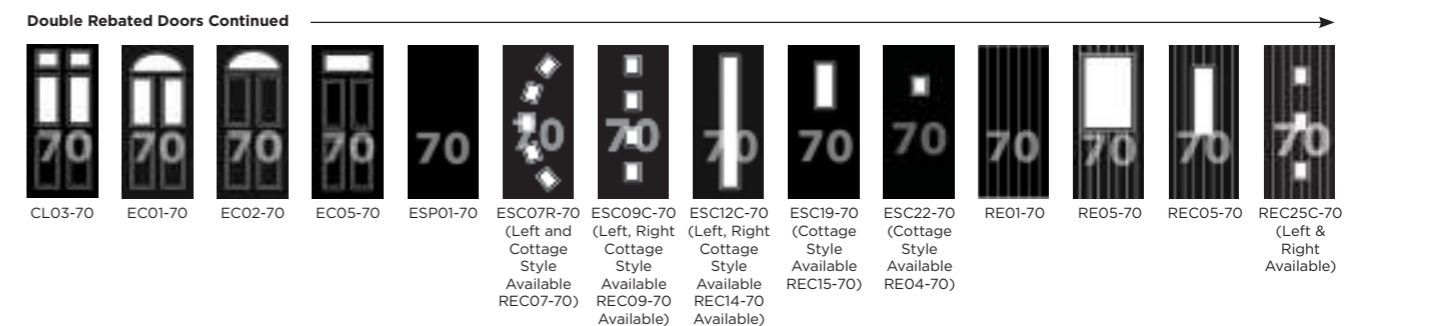 Double Rebated Doors Continued
70 70 70 70 70 70 70 70 70 70 70 70 70 70
CL03-70
EC01-70
EC02-70
EC05-70
ESP01-70
ESC07R-70
(Left and
Cottage
Style
Available
REC07-70)
ESC09C-70
(Left, Right
Cottage
Style
Available
REC09-70
Available)
ESC12C-70
(Left, Right
Cottage
Style
Available
REC14-70
Available)
ESC19-70
(Cottage
Style
Available
REC15-70)
ESC22-70
(Cottage
Style
Available
RE04-70)
RE01-70
RE05-70
REC05-70
REC25C-70
(Left &
Right
Available)